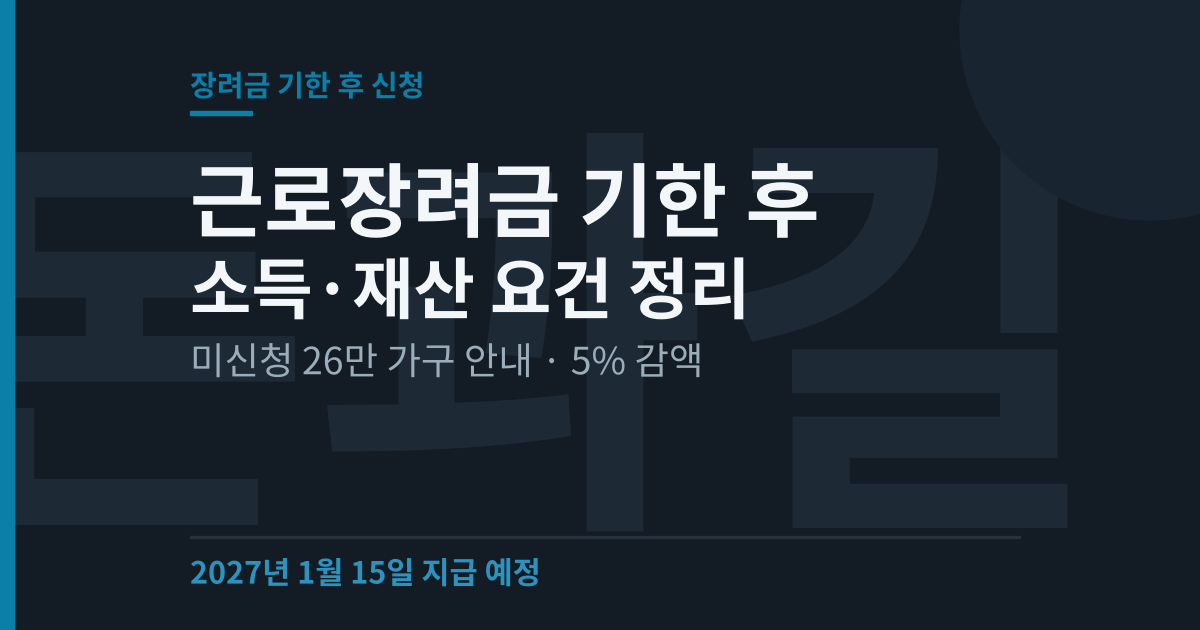 장려금 기한 후 신청
근로장려금 기한 후
소득·재산 요건 정리
미신청 26만 가구 안내 · 5% 감액
2027년 1월 15일 지급 예정